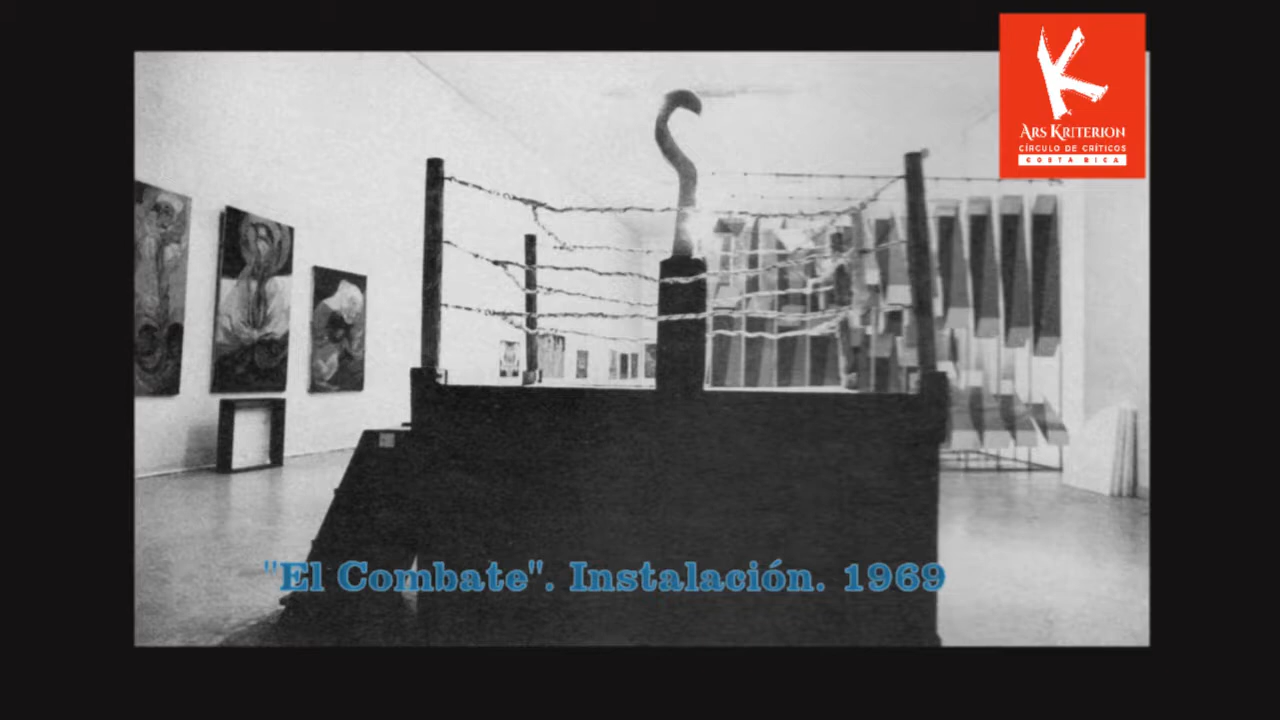 K
ARS KRITERION
CÍRCULO DE CRÍTICOS
COSTA RICA
"El Combate". Instalación. 1969